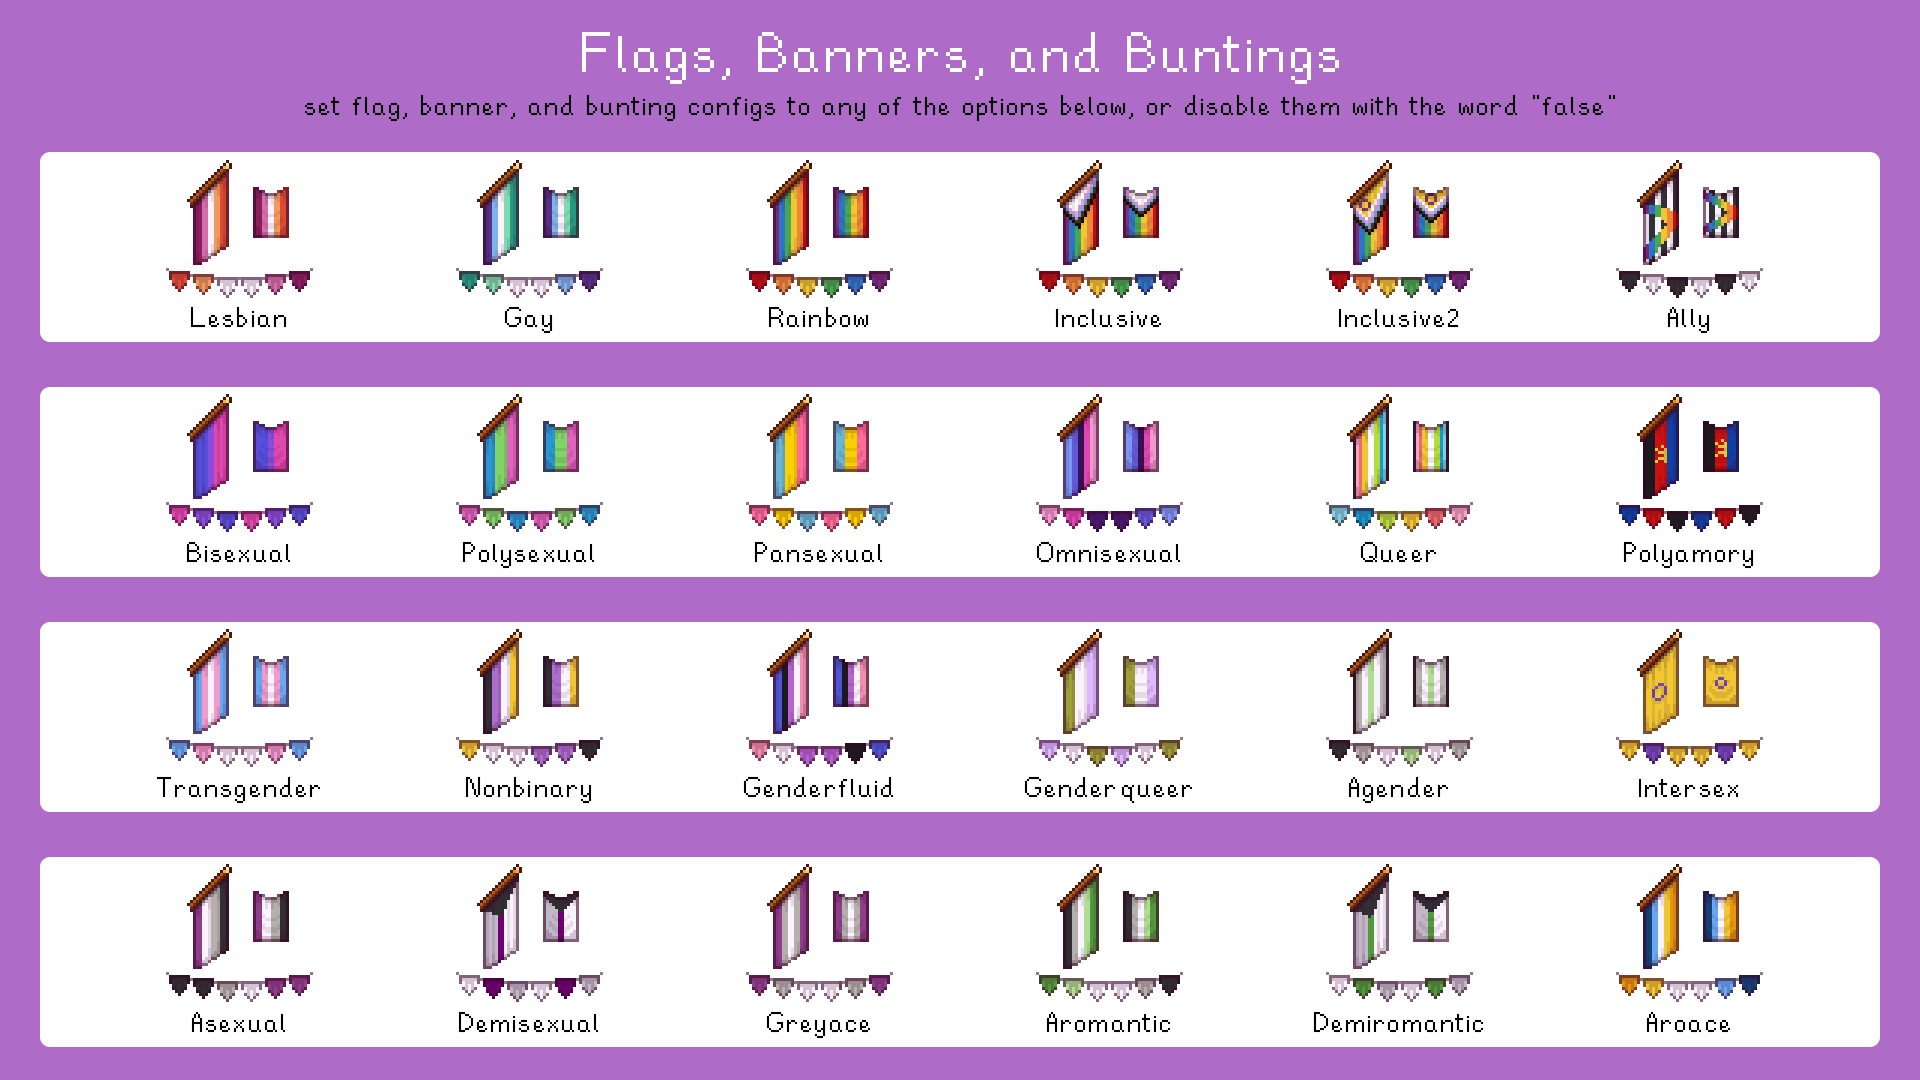 Flags, Banners, and Buntings
set flag, banner, and bunting configs to any of the options below, or disable them with the word "false"
Lesbian Gay Rainbow Inclusive Inclusive2 Ally
Bisexual Polysexual Pansexual Omnisexual Queer Polyamory
Transgender Nonbinary Genderfluid Genderqueer Agender Intersex
Asexual Demisexual Greyace Aromantic Demiromantic Aroace